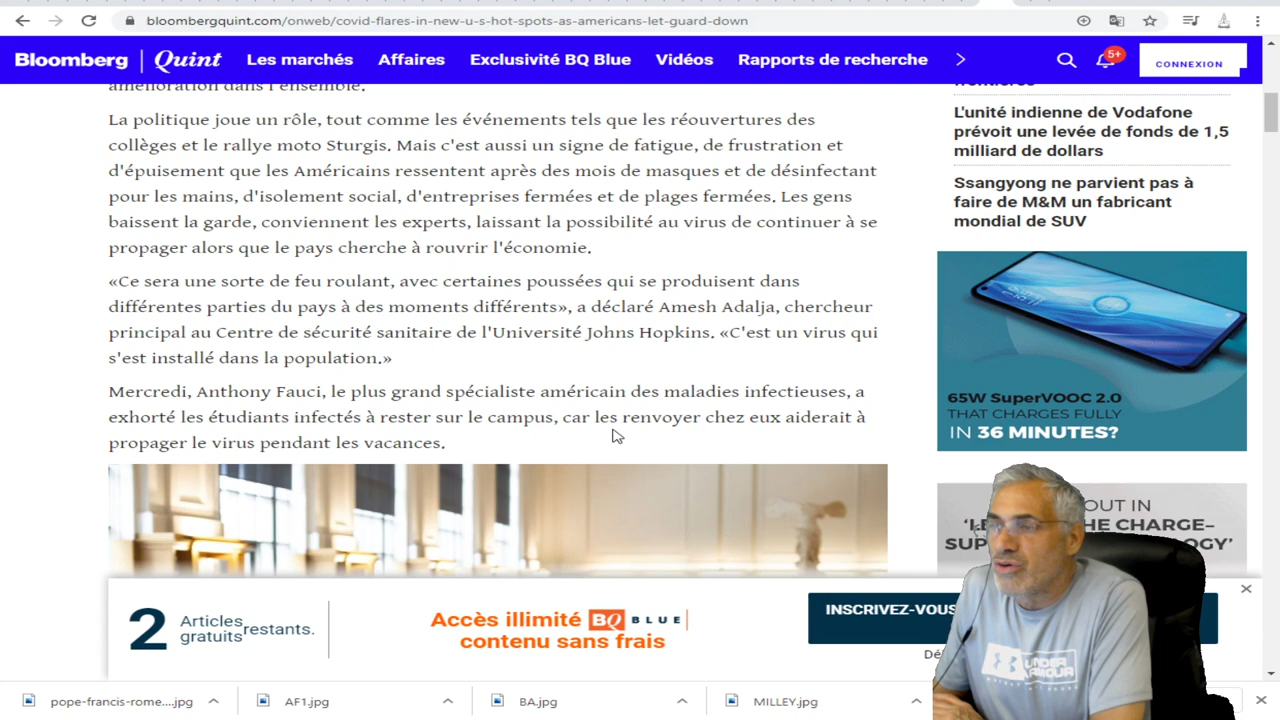 bloombergquint.com/onweb/covid-flares-in-new-u-s-hot-spots-as-americans-let-guard-down
Bloomberg | Quint Les marchés Affaires Exclusivité BQ Blue Vidéos Rapports de recherche 5+ CONNEXION
amélioration dans l'ensemble.
La politique joue un rôle, tout comme les événements tels que les réouvertures des
collèges et le rallye moto Sturgis. Mais c'est aussi un signe de fatigue, de frustration et
d'épuisement que les Américains ressentent après des mois de masques et de désinfectant
pour les mains, d'isolement social, d'entreprises fermées et de plages fermées. Les gens
baissent la garde, conviennent les experts, laissant la possibilité au virus de continuer à se
propager alors que le pays cherche à rouvrir l'économie.
«Ce sera une sorte de feu roulant, avec certaines poussées qui se produisent dans
différentes parties du pays à des moments différents», a déclaré Amesh Adalja, chercheur
principal au Centre de sécurité sanitaire de l'Université Johns Hopkins. «C'est un virus qui
s'est installé dans la population.»
Mercredi, Anthony Fauci, le plus grand spécialiste américain des maladies infectieuses, a
exhorté les étudiants infectés à rester sur le campus, car les renvoyer chez eux aiderait à
propager le virus pendant les vacances.
frontières
L'unité indienne de Vodafone
prévoit une levée de fonds de 1,5
milliard de dollars
Ssangyong ne parvient pas à
faire de M&M un fabricant
mondial de SUV
65W SuperVOOC 2.0
THAT CHARGES FULLY
IN 36 MINUTES?
OUT IN
HE CHARGE-
SUP
OGY'
2 Articles gratuits restants.
Accès illimité BQ BLUE
contenu sans frais
INSCRIVEZ-VOUS
UNDER
ARMOUR
pope-francis-rome....jpg
AF1.jpg
BA.jpg
MILLEY.jpg